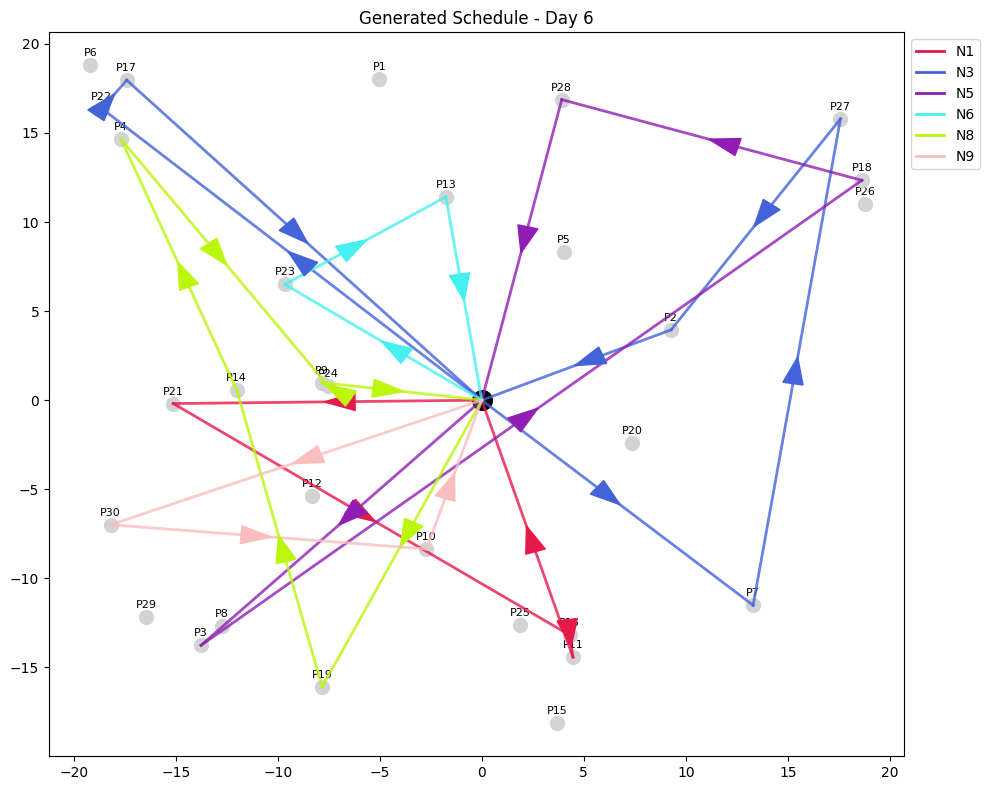 Generated Schedule - Day 6
N1
N3
N5
N6
N8
N9
P6
P17
P1
P22
P4
P28
P27
P18
P26
P13
P5
P23
P2
P9
P24
P14
P21
P20
P12
P30
P10
P7
P29
P8
P25
P3
P11
P19
P15
20
15
10
5
0
−5
−10
−15
−20
−15
−10
−5
0
5
10
15
20